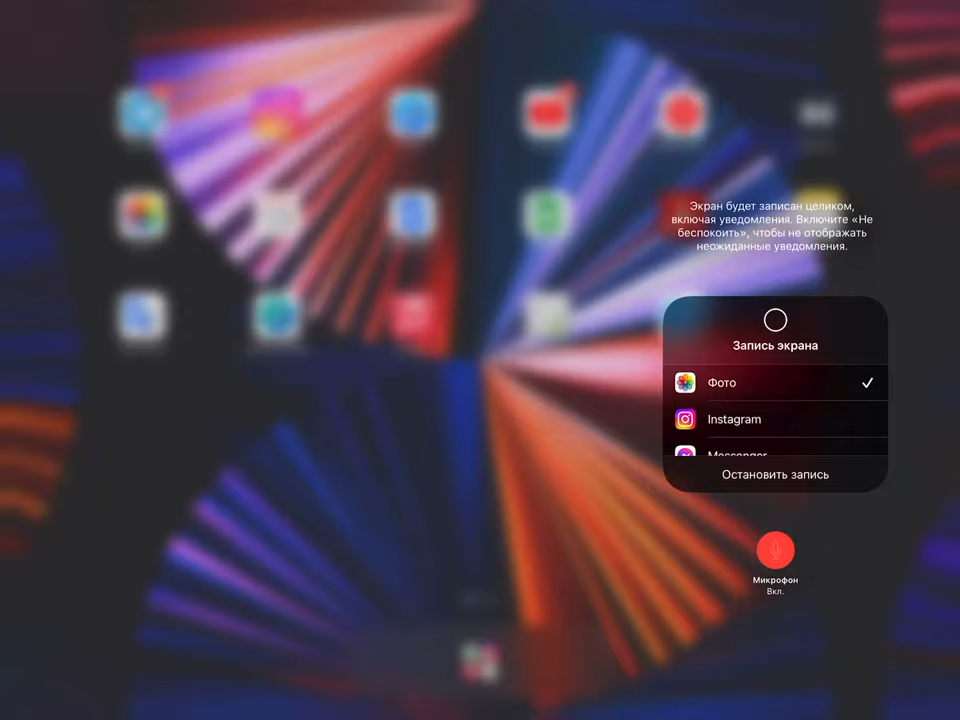 Экран будет записан целиком,
включая уведомления. Включите «Не
беспокоить», чтобы не отображать
неожиданные уведомления.
Запись экрана
Фото
Instagram
Messenger
Остановить запись
Микрофон
Вкл.